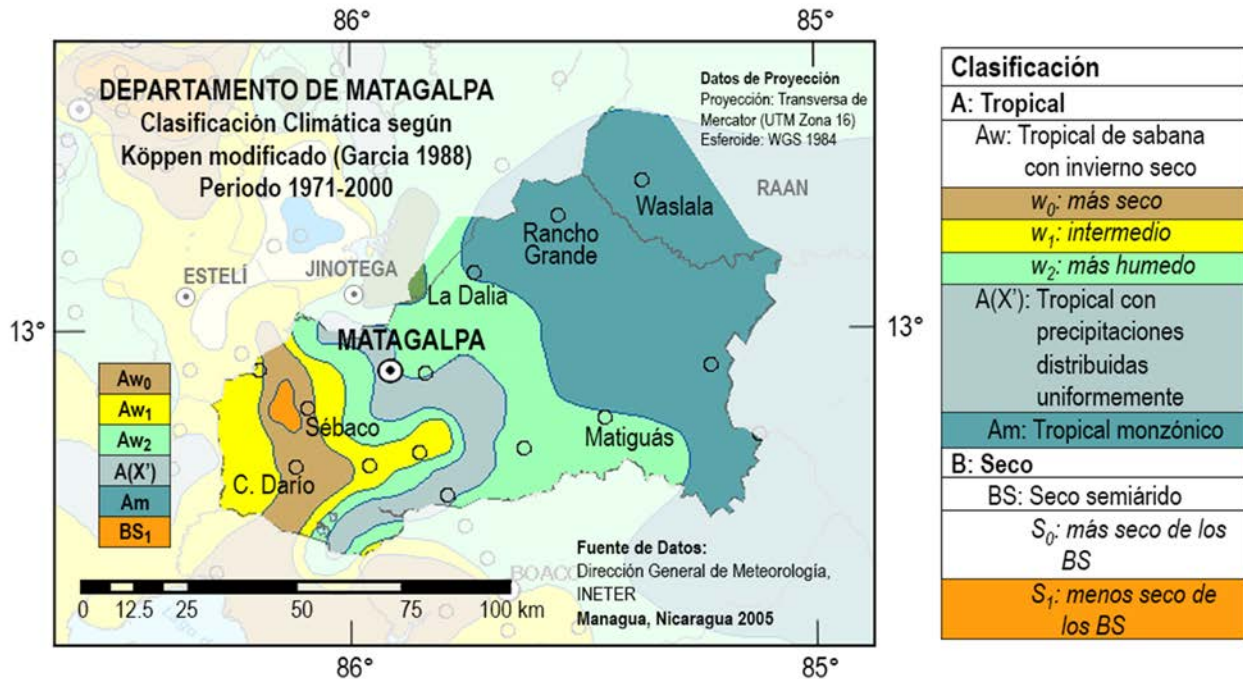 86°
85°
DEPARTAMENTO DE MATAGALPA
Clasificación Climática según
Köppen modificado (Garcia 1988)
Periodo 1971-2000
Datos de Proyección
Proyección: Transversa de
Mercator (UTM Zona 16)
Esferoide: WGS 1984
RAAN
Waslala
Rancho
Grande
ESTELÍ
JINOTEGA
La Dalia
13°
13°
MATAGALPA
Sébaco
Matiguás
C. Darío
Aw0
Aw1
Aw2
A(X')
Am
BS1
BOACO
Fuente de Datos:
Dirección General de Meteorología,
INETER
Managua, Nicaragua 2005
0 12.5 25 50 75 100 km
86°
85°
Clasificación
A: Tropical
Aw: Tropical de sabana
con invierno seco
w0: más seco
w1: intermedio
w2: más humedo
A(X'): Tropical con
precipitaciones
distribuidas
uniformemente
Am: Tropical monzónico
B: Seco
BS: Seco semiárido
S0: más seco de los
BS
S1: menos seco de
los BS